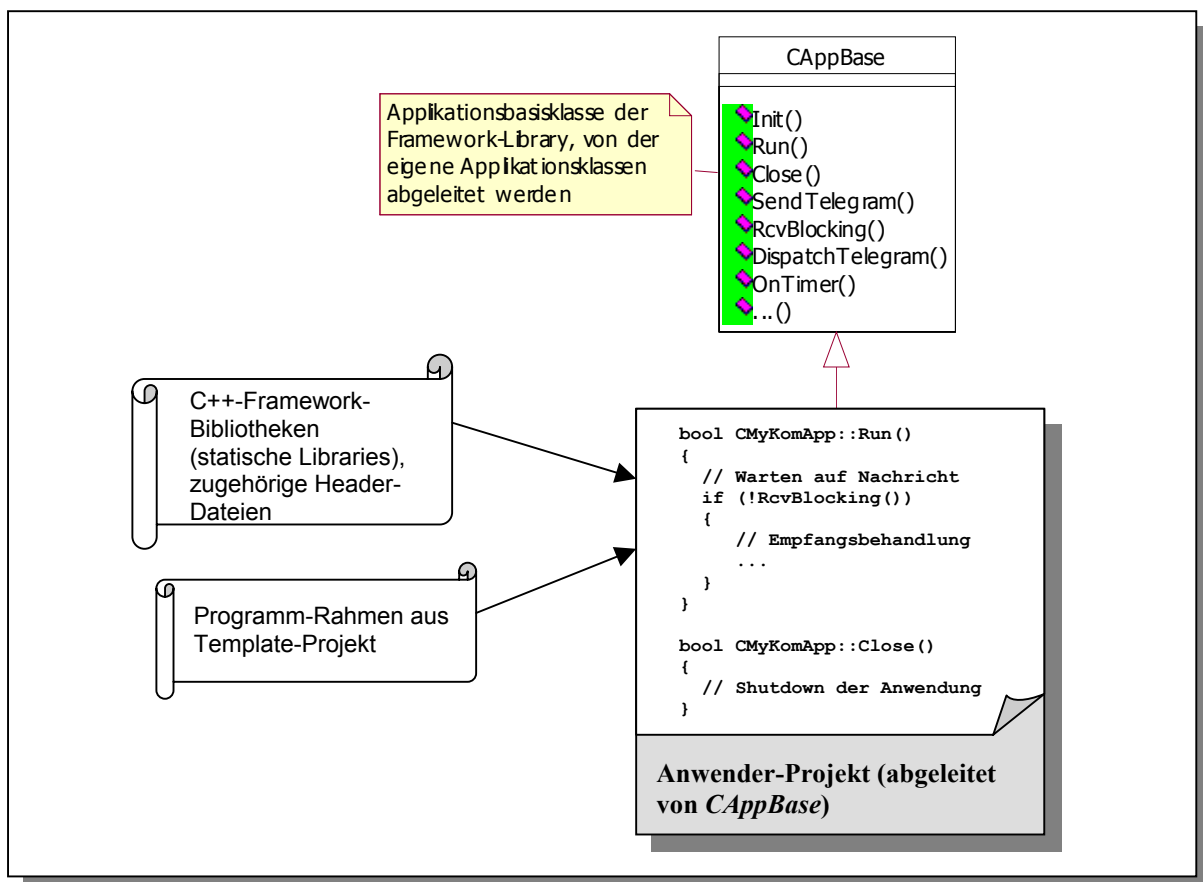 CAppBase
Applikationsbasisklasse der
Framework-Library, von der
eigene Applikationsklassen
abgeleitet werden
Init()
Run()
Close()
SendTelegram()
RcvBlocking()
DispatchTelegram()
OnTimer()
...()
C++-Framework-
Bibliotheken
(statische Libraries),
zugehörige Header-
Dateien
Programm-Rahmen aus
Template-Projekt
bool CMyKomApp::Run()
{
// Warten auf Nachricht
if (!RcvBlocking())
{
// Empfangsbehandlung
...
}
}
bool CMyKomApp::Close()
{
// Shutdown der Anwendung
}
Anwender-Projekt (abgeleitet
von CAppBase)